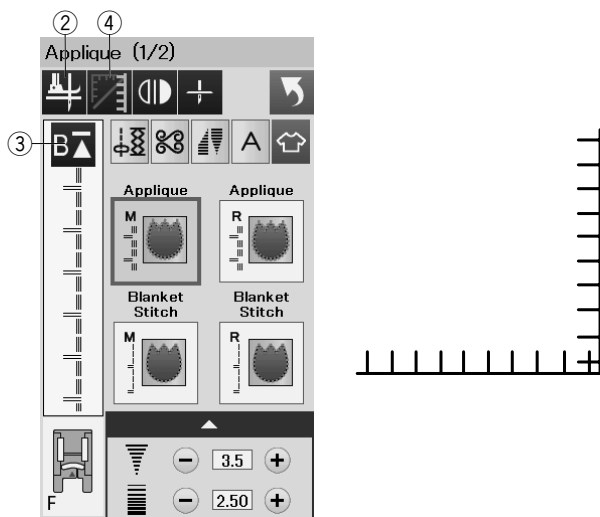 ② ④
Applique (1/2)
③ B A
Applique Applique
M R
Blanket Stitch Blanket Stitch
M R
3.5
F 2.50